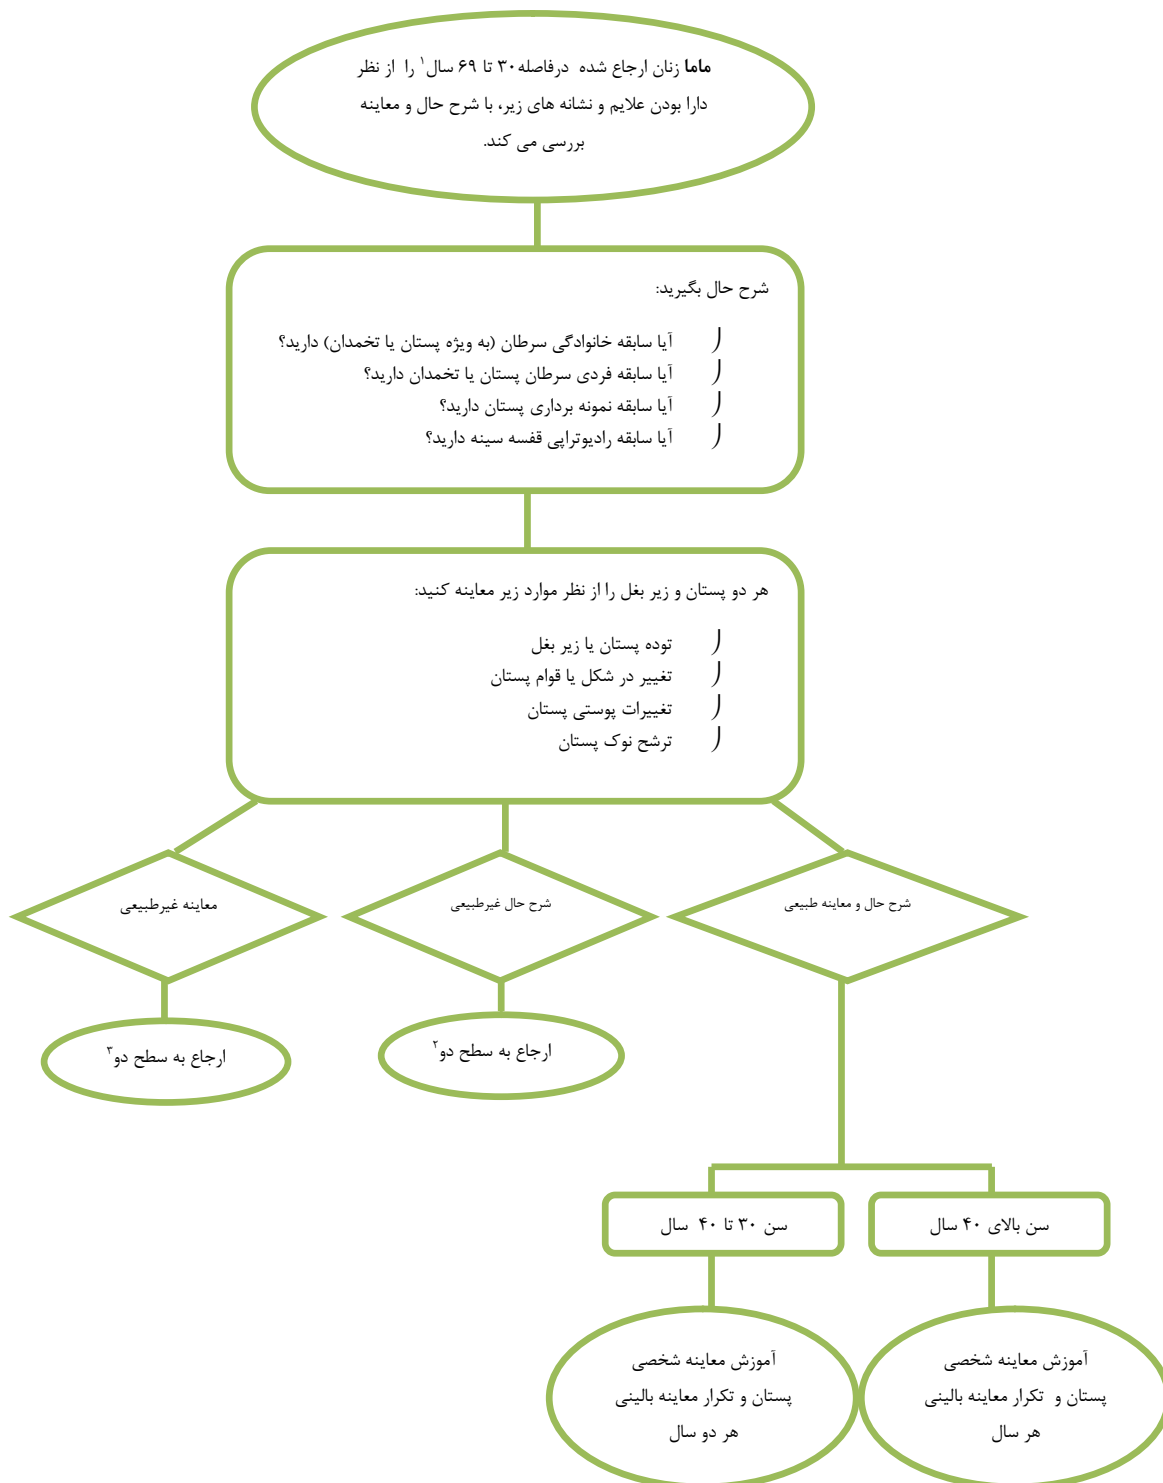 ماما زنان ارجاع شده درفاصله۳۰ تا ۶۹ سال۱ را از نظر
دارا بودن علایم و نشانه های زیر، با شرح حال و معاینه
بررسی می کند.
شرح حال بگیرید:
آیا سابقه خانوادگی سرطان (به ویژه پستان یا تخمدان) دارید؟
آیا سابقه فردی سرطان پستان یا تخمدان دارید؟
آیا سابقه نمونه برداری پستان دارید؟
آیا سابقه رادیوتراپی قفسه سینه دارید؟
هر دو پستان و زیر بغل را از نظر موارد زیر معاینه کنید:
توده پستان یا زیر بغل
تغییر در شکل یا قوام پستان
تغییرات پوستی پستان
ترشح نوک پستان
شرح حال و معاینه طبیعی
شرح حال غیرطبیعی
معاینه غیرطبیعی
ارجاع به سطح دو۲
ارجاع به سطح دو۳
سن بالای ۴۰ سال
سن ۳۰ تا ۴۰ سال
آموزش معاینه شخصی
پستان و تکرار معاینه بالینی
هر سال
آموزش معاینه شخصی
پستان و تکرار معاینه بالینی
هر دو سال